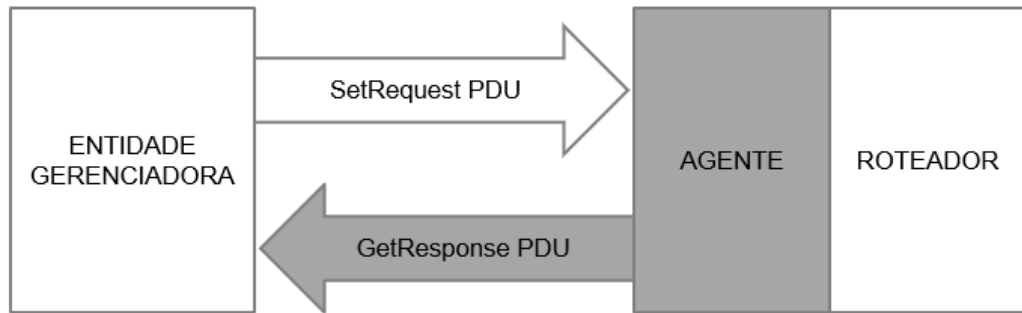 ENTIDADE
GERENCIADORA
SetRequest PDU
GetResponse PDU
AGENTE
ROTEADOR